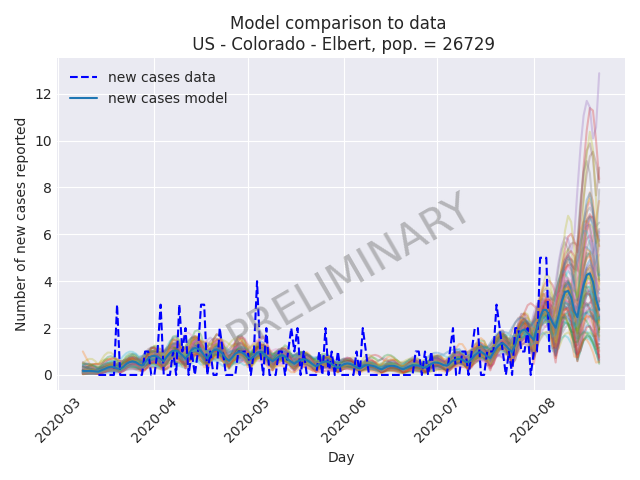 Model comparison to data
US - Colorado - Elbert, pop. = 26729
new cases data
new cases model
Number of new cases reported
12
10
8
6
4
2
0
PRELIMINARY
2020-03
2020-04
2020-05
2020-06
2020-07
2020-08
Day